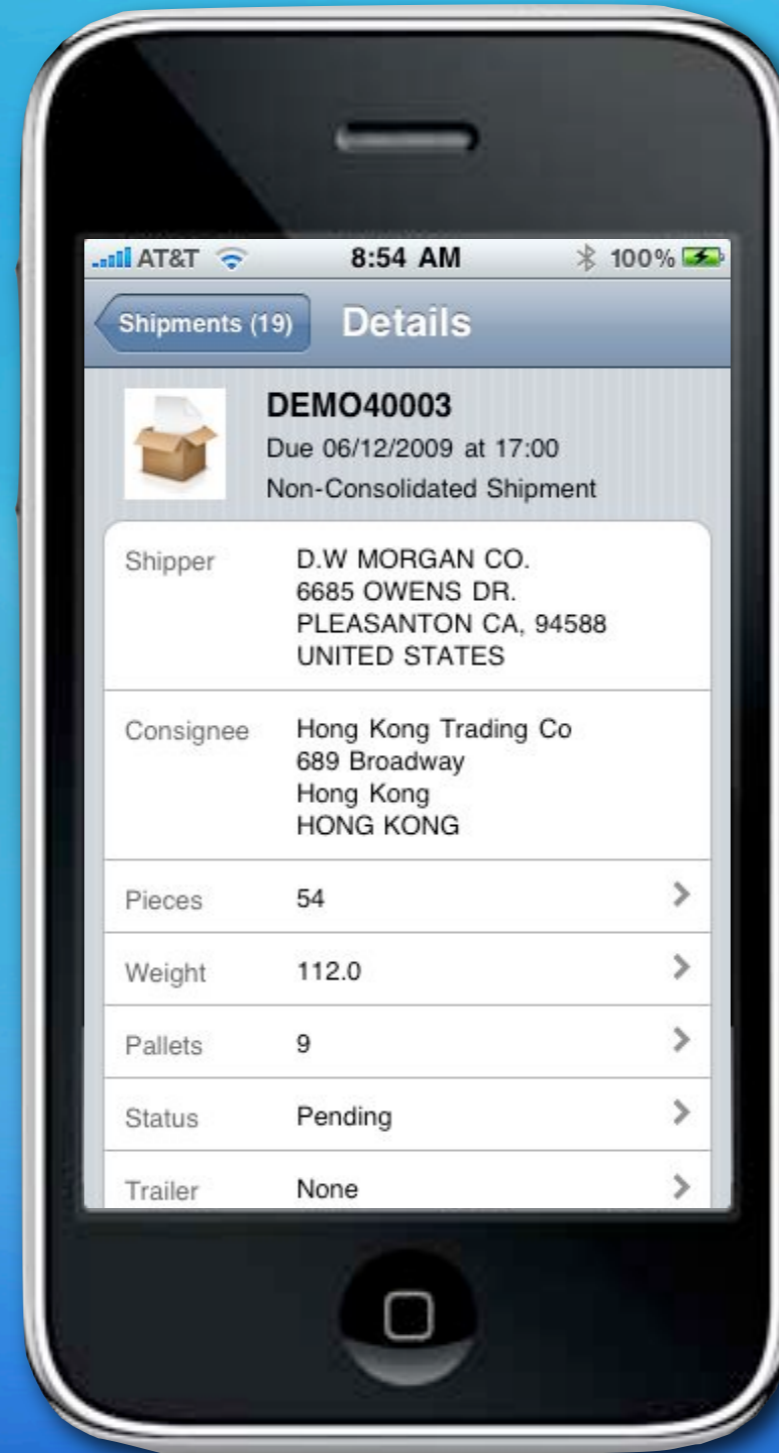 AT&T 8:54 AM 100%
Shipments (19) Details
DEMO40003
Due 06/12/2009 at 17:00
Non-Consolidated Shipment
Shipper D.W MORGAN CO.
6685 OWENS DR.
PLEASANTON CA, 94588
UNITED STATES
Consignee Hong Kong Trading Co
689 Broadway
Hong Kong
HONG KONG
Pieces 54
Weight 112.0
Pallets 9
Status Pending
Trailer None